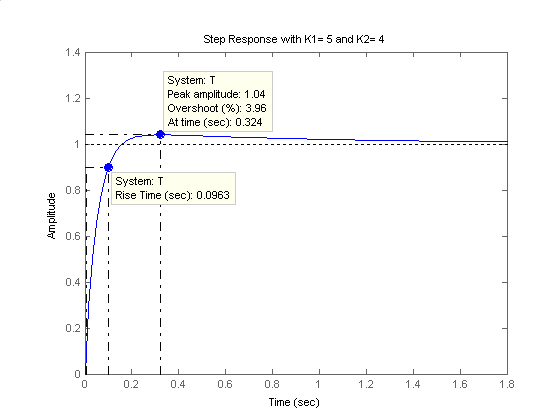 Step Response with K1= 5 and K2= 4
System: T
Peak amplitude: 1.04
Overshoot (%): 3.96
At time (sec): 0.324
System: T
Rise Time (sec): 0.0963
Amplitude
1.4
1.2
1
0.8
0.6
0.4
0.2
0
0 0.2 0.4 0.6 0.8 1 1.2 1.4 1.6 1.8
Time (sec)